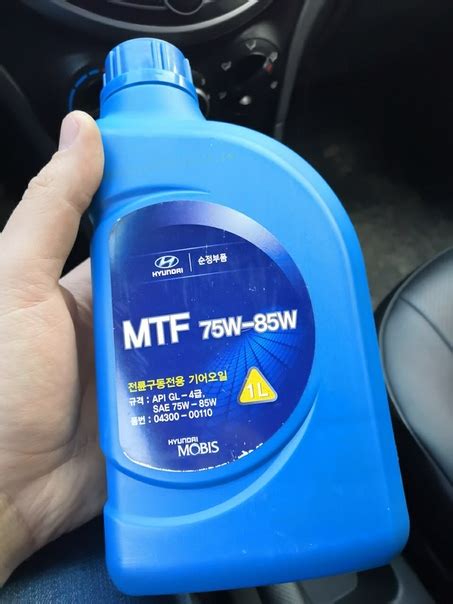 HYUNDAI
순정부품
MTF 75W-85W
전륜구동전용 기어오일
규격 : API GL - 4급,
SAE 75W - 85W
품번 : 04300 - 00110
1L
HYUNDAI
MOBIS